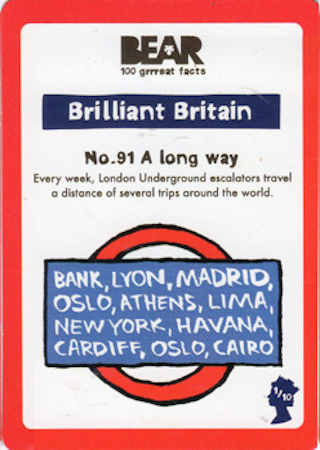 BEAR
100 grrreat facts
Brilliant Britain
No.91 A long way
Every week, London Underground escalators travel
a distance of several trips around the world.
BANK, LYON, MADRID,
OSLO, ATHENS, LIMA,
NEW YORK, HAVANA,
CARDIFF, OSLO, CAIRO
1/10